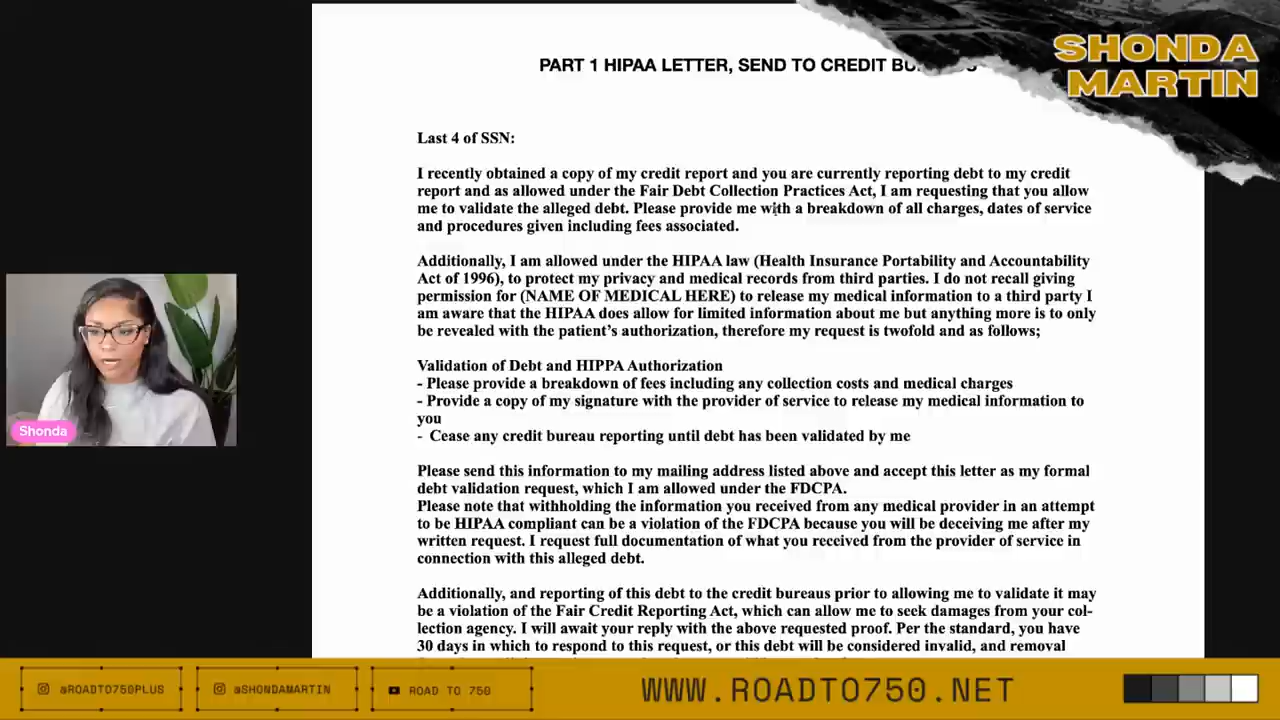 SHONDA
MARTIN
PART 1 HIPAA LETTER, SEND TO CREDIT
Last 4 of SSN:
I recently obtained a copy of my credit report and you are currently reporting debt to my credit
report and as allowed under the Fair Debt Collection Practices Act, I am requesting that you allow
me to validate the alleged debt. Please provide me with a breakdown of all charges, dates of service
and procedures given including fees associated.
Additionally, I am allowed under the HIPAA law (Health Insurance Portability and Accountability
Act of 1996), to protect my privacy and medical records from third parties. I do not recall giving
permission for (NAME OF MEDICAL HERE) to release my medical information to a third party I
am aware that the HIPAA does allow for limited information about me but anything more is to only
be revealed with the patient's authorization, therefore my request is twofold and as follows;
Validation of Debt and HIPPA Authorization
- Please provide a breakdown of fees including any collection costs and medical charges
- Provide a copy of my signature with the provider of service to release my medical information to
you
- Cease any credit bureau reporting until debt has been validated by me
Please send this information to my mailing address listed above and accept this letter as my formal
debt validation request, which I am allowed under the FDCPA.
Please note that withholding the information you received from any medical provider in an attempt
to be HIPAA compliant can be a violation of the FDCPA because you will be deceiving me after my
written request. I request full documentation of what you received from the provider of service in
connection with this alleged debt.
Additionally, and reporting of this debt to the credit bureaus prior to allowing me to validate it may
be a violation of the Fair Credit Reporting Act, which can allow me to seek damages from your col-
lection agency. I will await your reply with the above requested proof. Per the standard, you have
30 days in which to respond to this request, or this debt will be considered invalid, and removal
Shonda
@ROADTO750PLUS
@SHONDAMARTIN
ROAD TO 750
WWW.ROADTO750.NET